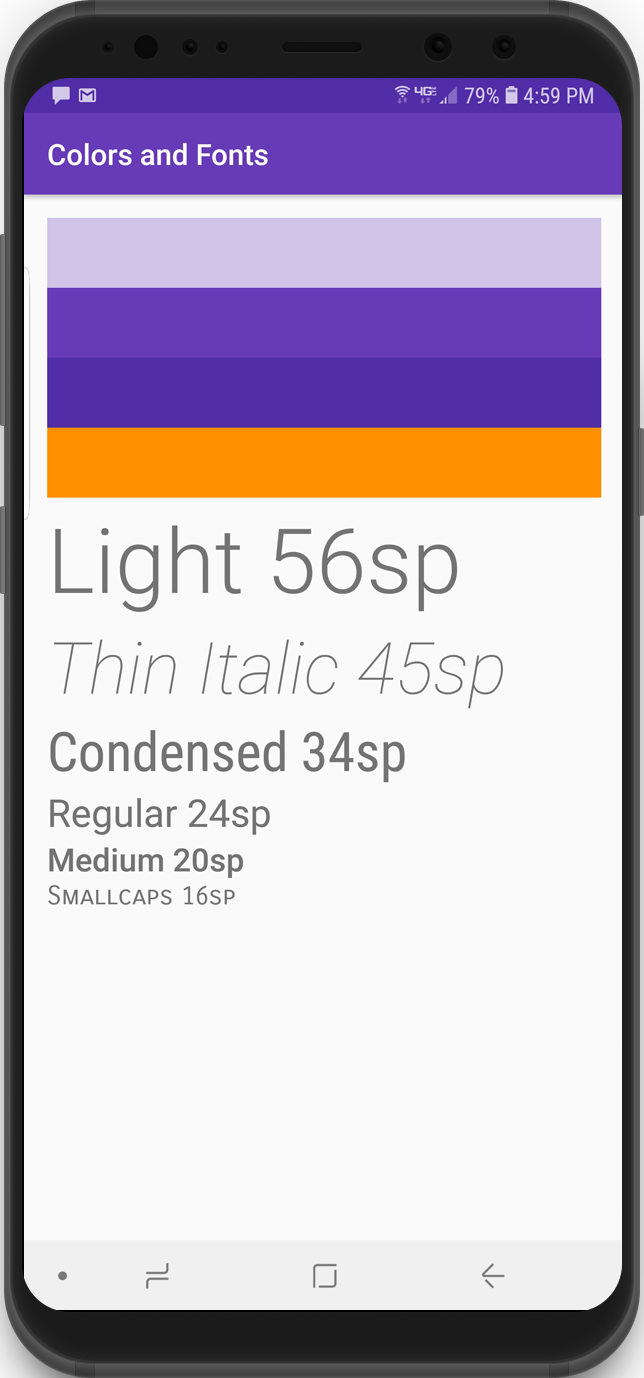 4G 79% 4:59 PM
Colors and Fonts
Light 56sp
Thin Italic 45sp
Condensed 34sp
Regular 24sp
Medium 20sp
Smallcaps 16sp